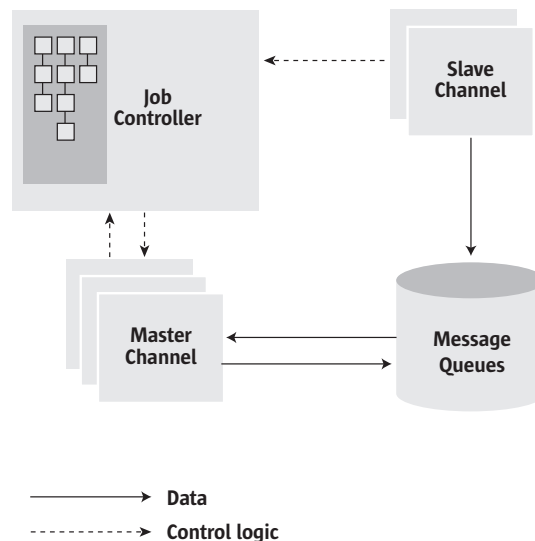 Job
Controller
Slave
Channel
Master
Channel
Message
Queues
Data
Control logic